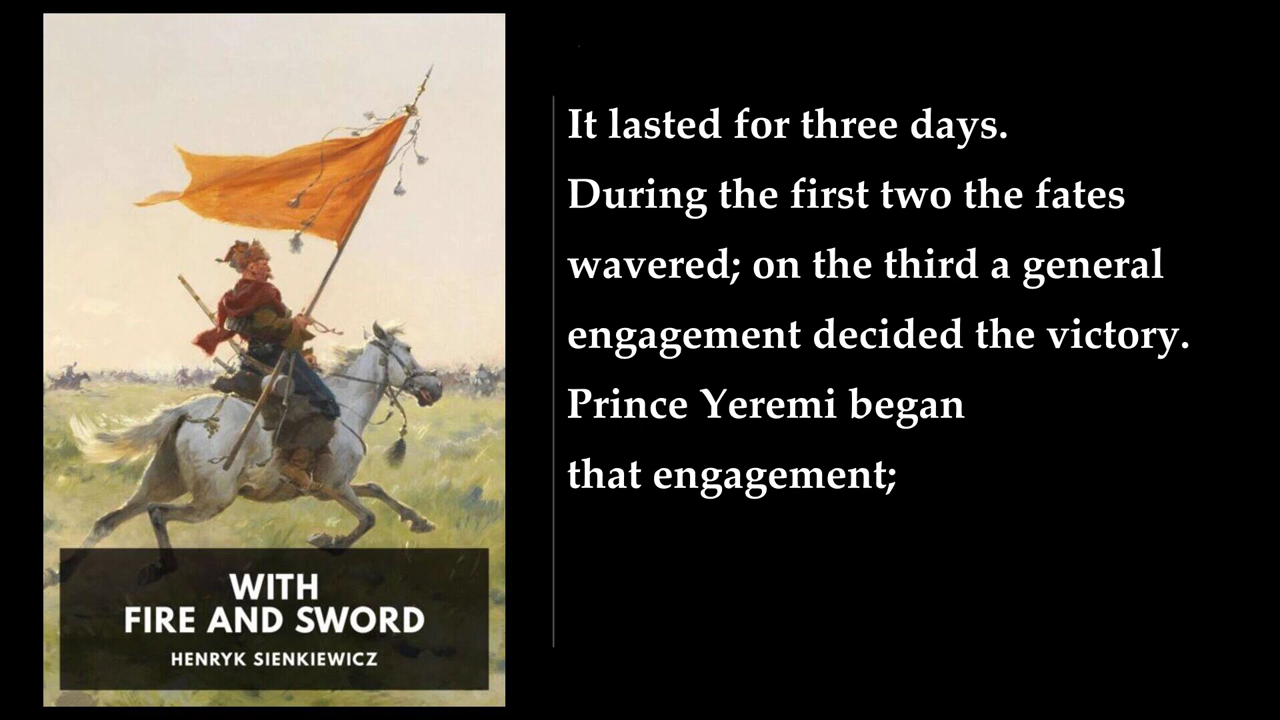 WITH
FIRE AND SWORD
HENRYK SIENKIEWICZ
It lasted for three days.
During the first two the fates
wavered; on the third a general
engagement decided the victory.
Prince Yeremi began
that engagement;